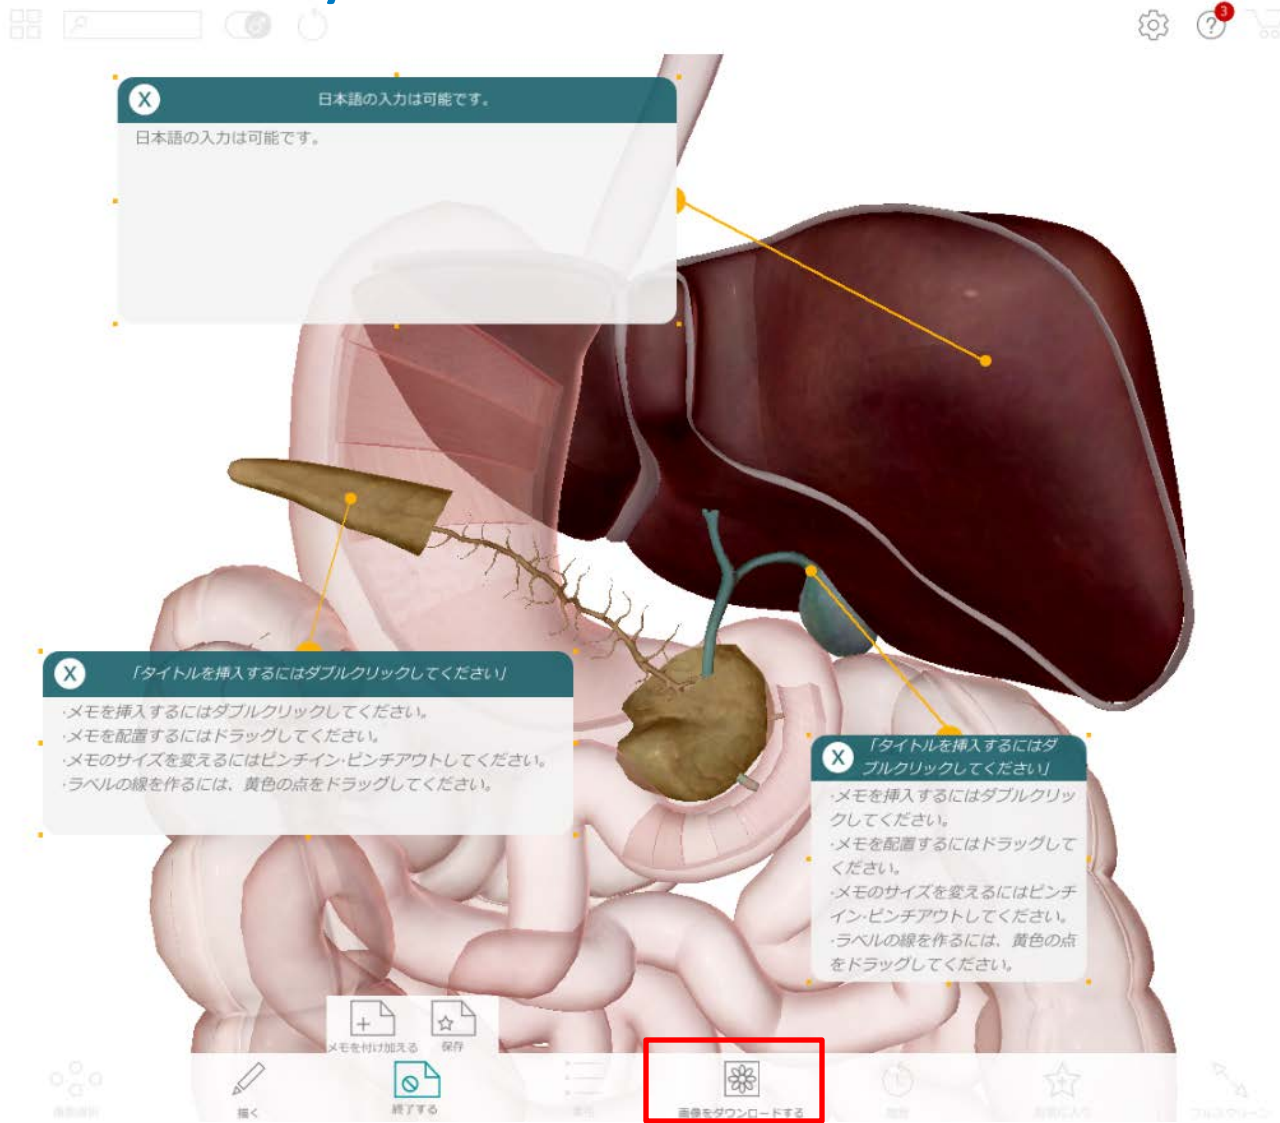 3
X
日本語の入力は可能です。
日本語の入力は可能です。
X
「タイトルを挿入するにはダブルクリックしてください」
·メモを挿入するにはダブルクリックしてください。
·メモを配置するにはドラッグしてください。
·メモのサイズを変えるにはピンチイン·ピンチアウトしてください。
·ラベルの線を作るには、黄色の点をドラッグしてください。
X
「タイトルを挿入するにはダ
ブルクリックしてください」
·メモを挿入するにはダブルクリッ
クしてください。
·メモを配置するにはドラッグして
ください。
·メモのサイズを変えるにはピンチ
イン·ピンチアウトしてください。
·ラベルの線を作るには、黄色の点
をドラッグしてください。
メモを付け加える
保存
描く
終了する
画像をダウンロードする
フルスクリーン